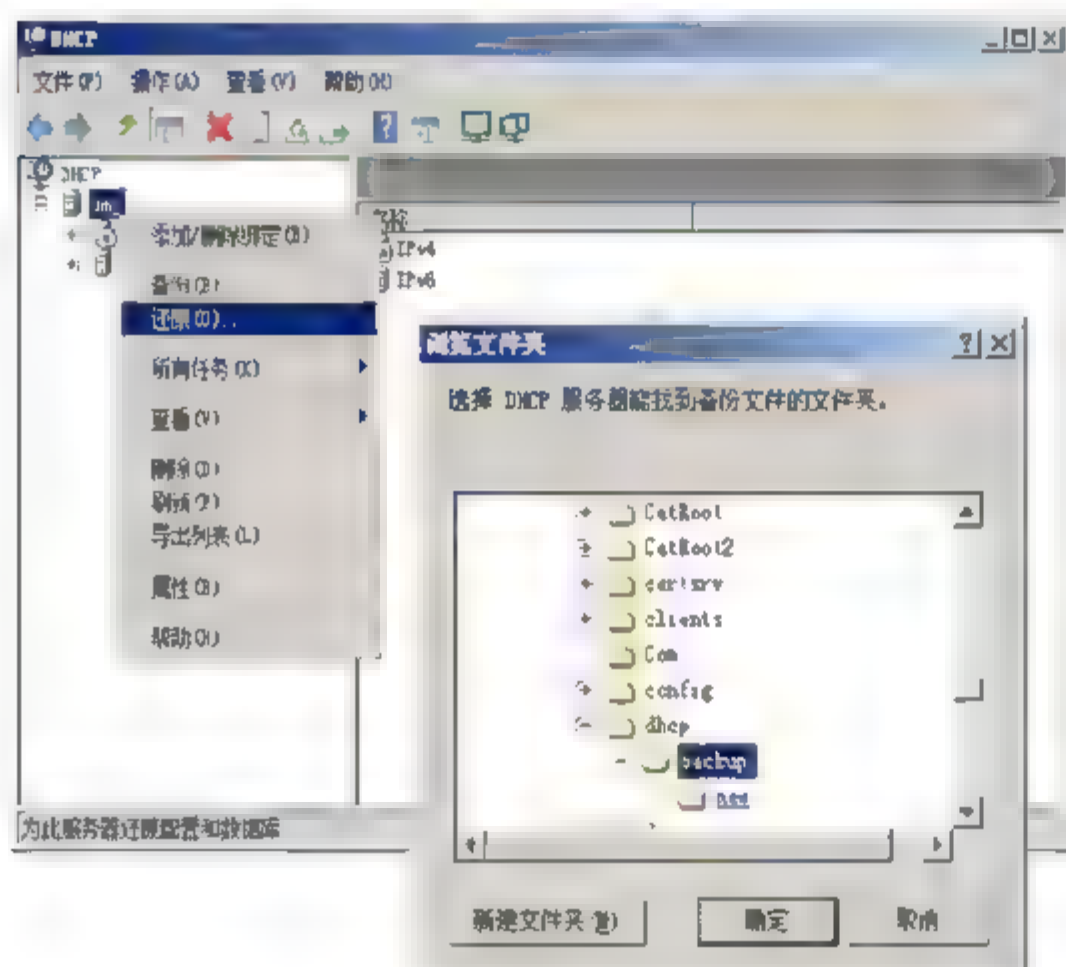 DHCP
文件(F) 操作(A) 查看(V) 帮助(H)
DHCP
添加/删除绑定(B)
备份(B)
还原(O)..
所有任务(K)
查看(V)
删除(D)
刷新(F)
导出列表(L)
属性(R)
帮助(H)
名称
IPv4
IPv6
浏览文件夹
选择 DHCP 服务器能找到备份文件的文件夹。
CatRoot
CatRoot2
certsrv
clients
Com
config
dhcp
backup
new
新建文件夹(M)
确定
取消
为此服务器还原配置和数据库